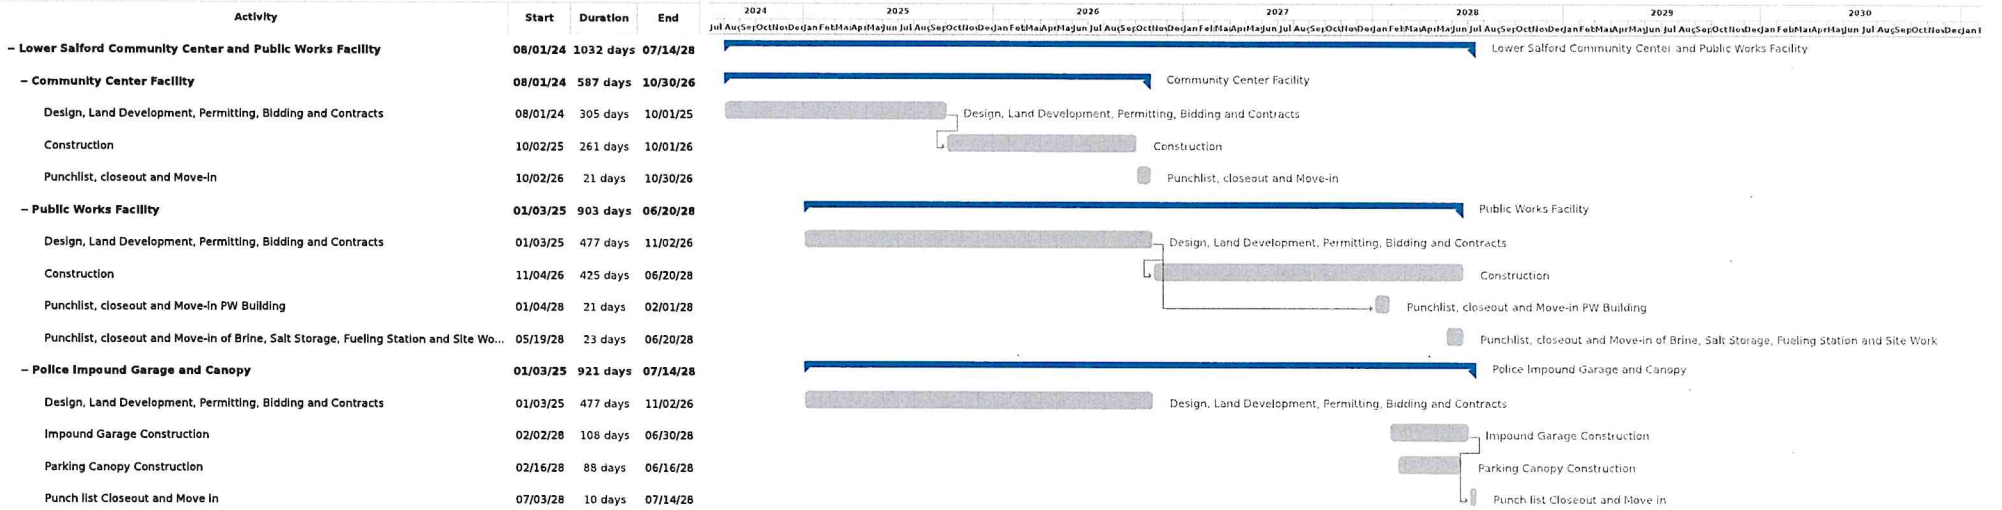 Activity Start Duration End 2024 2025 2026 2027 2028 2029 2030
– Lower Salford Community Center and Public Works Facility 08/01/24 1032 days 07/14/28 Lower Salford Community Center and Public Works Facility
– Community Center Facility 08/01/24 587 days 10/30/26 Community Center Facility
Design, Land Development, Permitting, Bidding and Contracts 08/01/24 305 days 10/01/25 Design, Land Development, Permitting, Bidding and Contracts
Construction 10/02/25 261 days 10/01/26 Construction
Punchlist, closeout and Move-in 10/02/26 21 days 10/30/26 Punchlist, closeout and Move-in
– Public Works Facility 01/03/25 903 days 06/20/28 Public Works Facility
Design, Land Development, Permitting, Bidding and Contracts 01/03/25 477 days 11/02/26 Design, Land Development, Permitting, Bidding and Contracts
Construction 11/04/26 425 days 06/20/28 Construction
Punchlist, closeout and Move-in PW Building 01/04/28 21 days 02/01/28 Punchlist, closeout and Move-in PW Building
Punchlist, closeout and Move-in of Brine, Salt Storage, Fueling Station and Site Wo... 05/19/28 23 days 06/20/28 Punchlist, closeout and Move-in of Brine, Salt Storage, Fueling Station and Site Work
– Police Impound Garage and Canopy 01/03/25 921 days 07/14/28 Police Impound Garage and Canopy
Design, Land Development, Permitting, Bidding and Contracts 01/03/25 477 days 11/02/26 Design, Land Development, Permitting, Bidding and Contracts
Impound Garage Construction 02/02/28 108 days 06/30/28 Impound Garage Construction
Parking Canopy Construction 02/16/28 88 days 06/16/28 Parking Canopy Construction
Punch list Closeout and Move in 07/03/28 10 days 07/14/28 Punch list Closeout and Move in